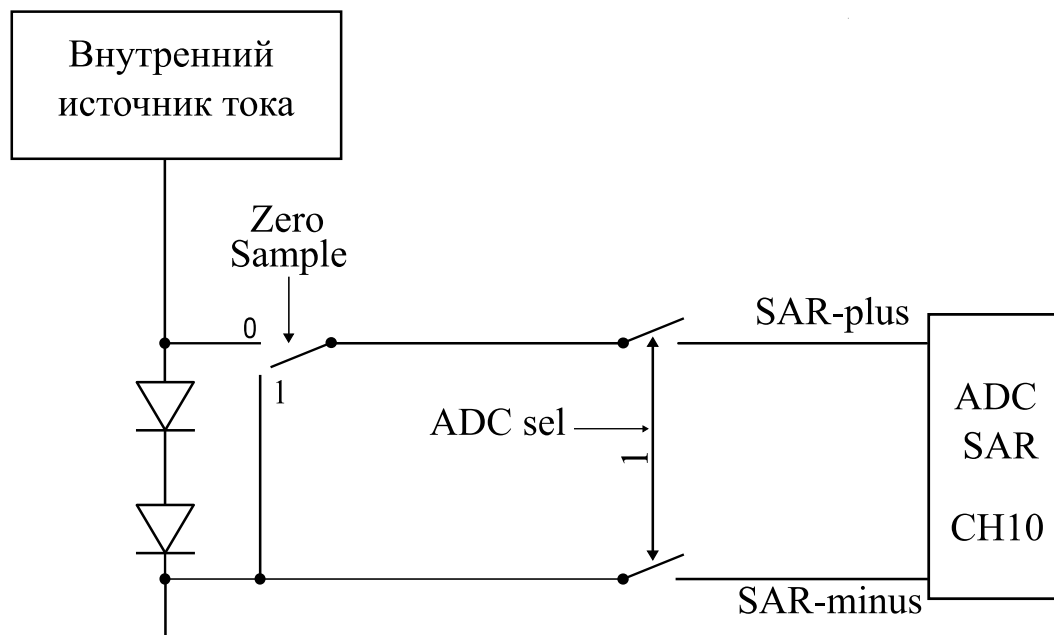 Внутренний
источник тока
Zero
Sample
0
1
SAR-plus
ADC sel
1
ADC
SAR
CH10
SAR-minus